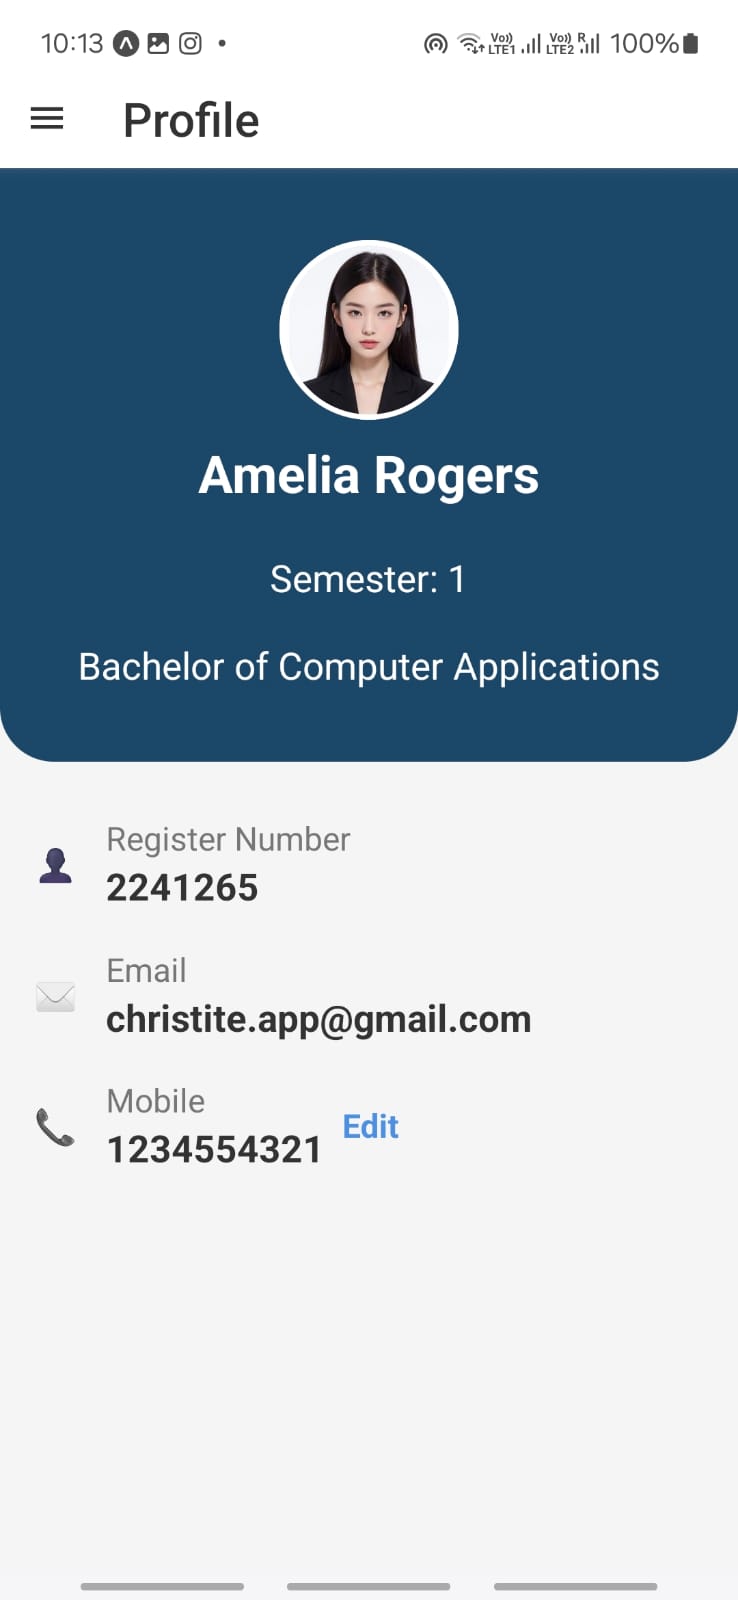 10:13
Vo)) LTE1 Vo)) LTE2 R 100%
Profile
Amelia Rogers
Semester: 1
Bachelor of Computer Applications
Register Number
2241265
Email
christite.app@gmail.com
Mobile
1234554321
Edit